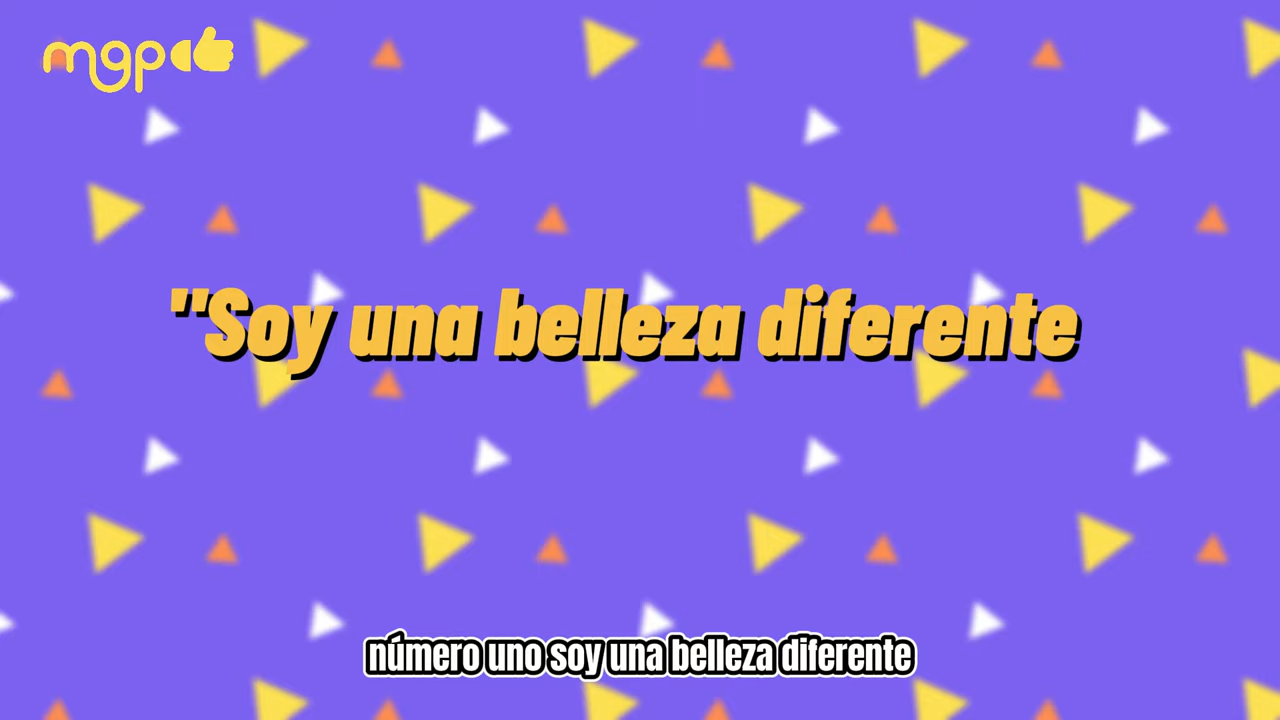 mgp
"Soy una belleza diferente
número uno soy una belleza diferente